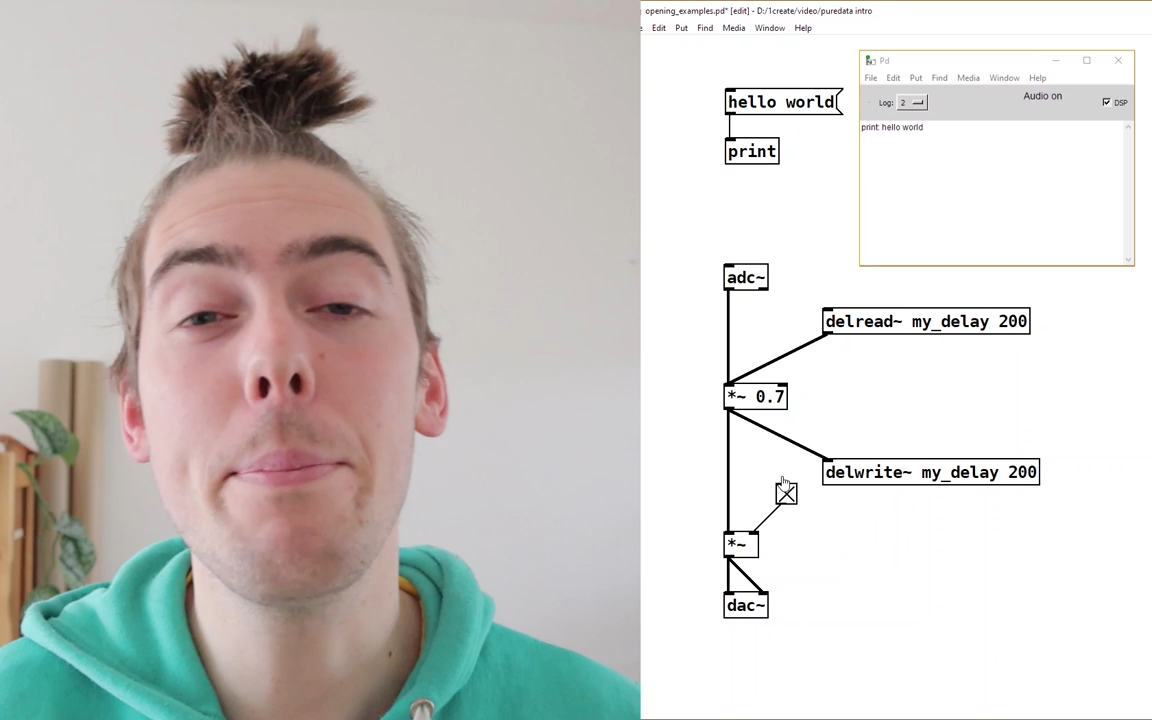 opening_examples.pd* [edit] - D:/1create/video/puredata intro
Edit Put Find Media Window Help
Pd
File Edit Put Find Media Window Help
Log: 2
Audio on
DSP
print: hello world
hello world
print
adc~
delread~ my_delay 200
*~ 0.7
delwrite~ my_delay 200
*~
dac~